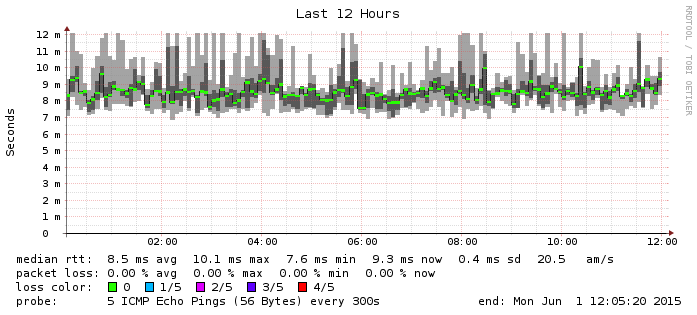 Last 12 Hours
RRDTOOL / TOBI OETIKER
Seconds
12 m
11 m
10 m
9 m
8 m
7 m
6 m
5 m
4 m
3 m
2 m
1 m
0
02:00 04:00 06:00 08:00 10:00 12:00
median rtt: 8.5 ms avg 10.1 ms max 7.6 ms min 9.3 ms now 0.4 ms sd 20.5 am/s
packet loss: 0.00 % avg 0.00 % max 0.00 % min 0.00 % now
loss color: 0 1/5 2/5 3/5 4/5
probe: 5 ICMP Echo Pings (56 Bytes) every 300s end: Mon Jun 1 12:05:20 2015